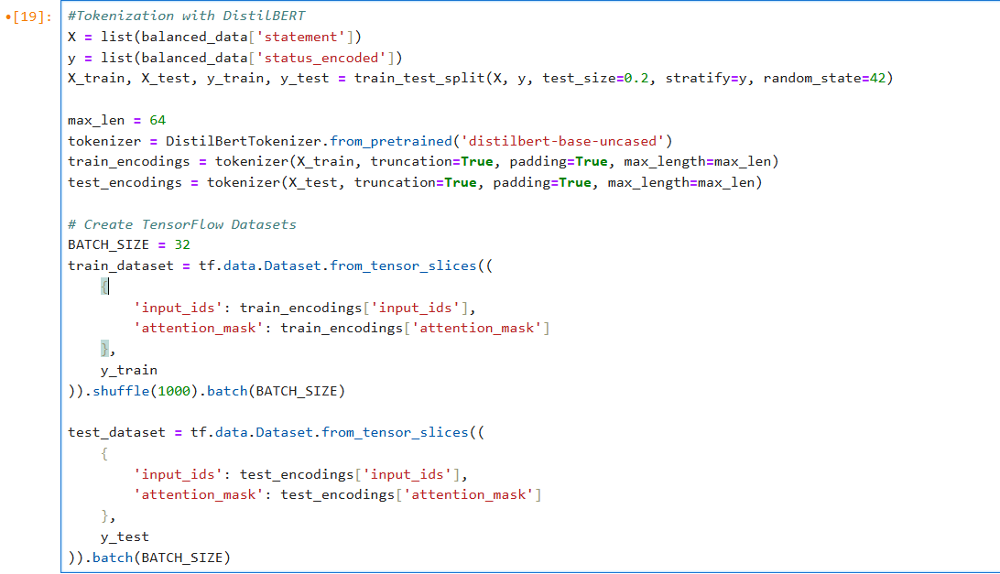 •[19]:
#Tokenization with DistilBERT
X = list(balanced_data['statement'])
y = list(balanced_data['status_encoded'])
X_train, X_test, y_train, y_test = train_test_split(X, y, test_size=0.2, stratify=y, random_state=42)

max_len = 64
tokenizer = DistilBertTokenizer.from_pretrained('distilbert-base-uncased')
train_encodings = tokenizer(X_train, truncation=True, padding=True, max_length=max_len)
test_encodings = tokenizer(X_test, truncation=True, padding=True, max_length=max_len)

# Create TensorFlow Datasets
BATCH_SIZE = 32
train_dataset = tf.data.Dataset.from_tensor_slices((
    {
        'input_ids': train_encodings['input_ids'],
        'attention_mask': train_encodings['attention_mask']
    },
    y_train
)).shuffle(1000).batch(BATCH_SIZE)

test_dataset = tf.data.Dataset.from_tensor_slices((
    {
        'input_ids': test_encodings['input_ids'],
        'attention_mask': test_encodings['attention_mask']
    },
    y_test
)).batch(BATCH_SIZE)